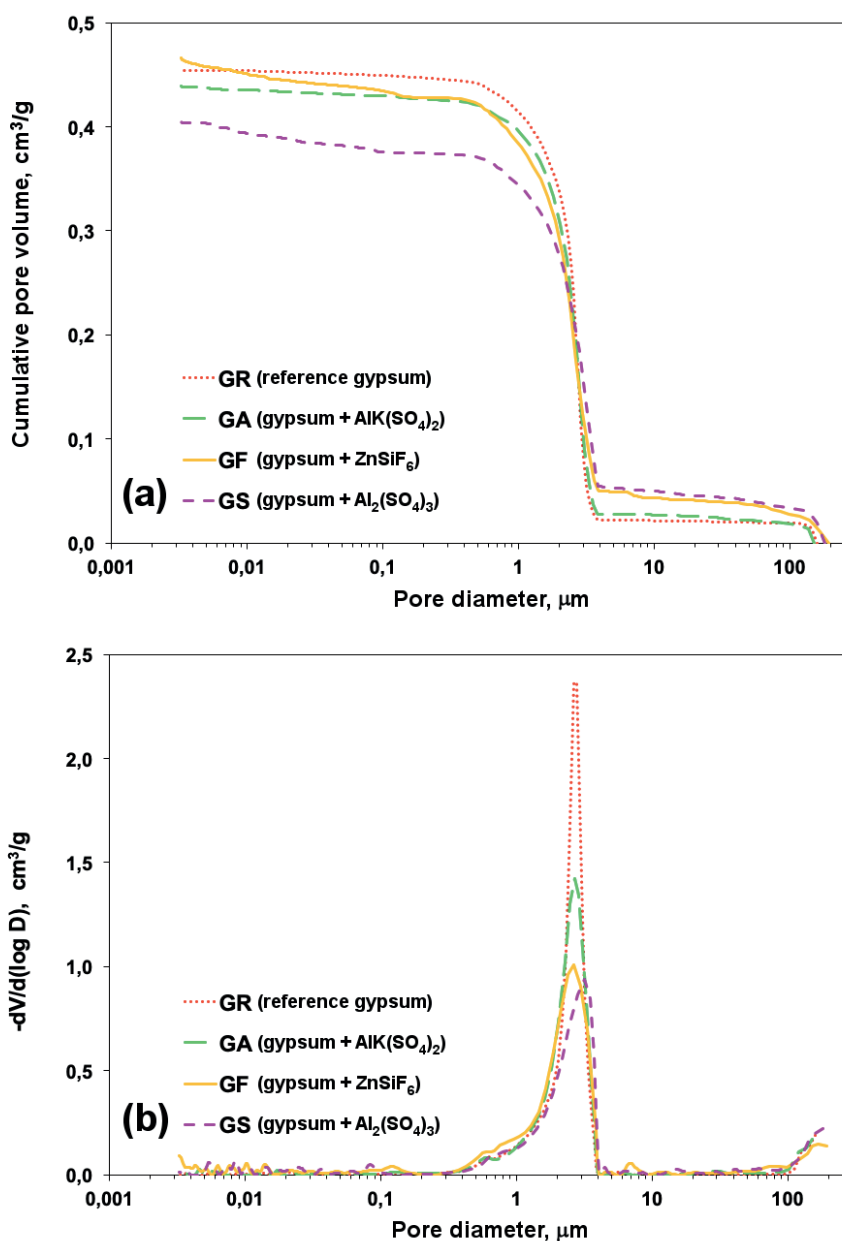 0,5
0,4
0,3
0,2
0,1
0,0
Cumulative pore volume, cm³/g
GR (reference gypsum)
GA (gypsum + AlK(SO₄)₂)
GF (gypsum + ZnSiF₆)
GS (gypsum + Al₂(SO₄)₃)
(a)
0,001 0,01 0,1 1 10 100
Pore diameter, μm
2,5
2,0
1,5
1,0
0,5
0,0
-dV/d(log D), cm³/g
GR (reference gypsum)
GA (gypsum + AlK(SO₄)₂)
GF (gypsum + ZnSiF₆)
GS (gypsum + Al₂(SO₄)₃)
(b)
0,001 0,01 0,1 1 10 100
Pore diameter, μm